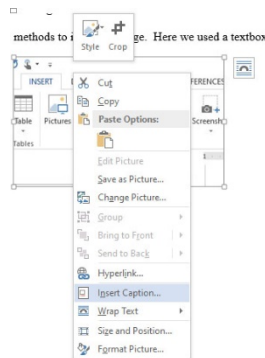 methods to i ge. Here we used a textbox
Style Crop
INSERT
FERENCES
Table Pictures Screensh
Tables
Cut
Copy
Paste Options:
Edit Picture
Save as Picture...
Change Picture...
Group
Bring to Front
Send to Back
Hyperlink...
Insert Caption...
Wrap Text
Size and Position...
Format Picture...